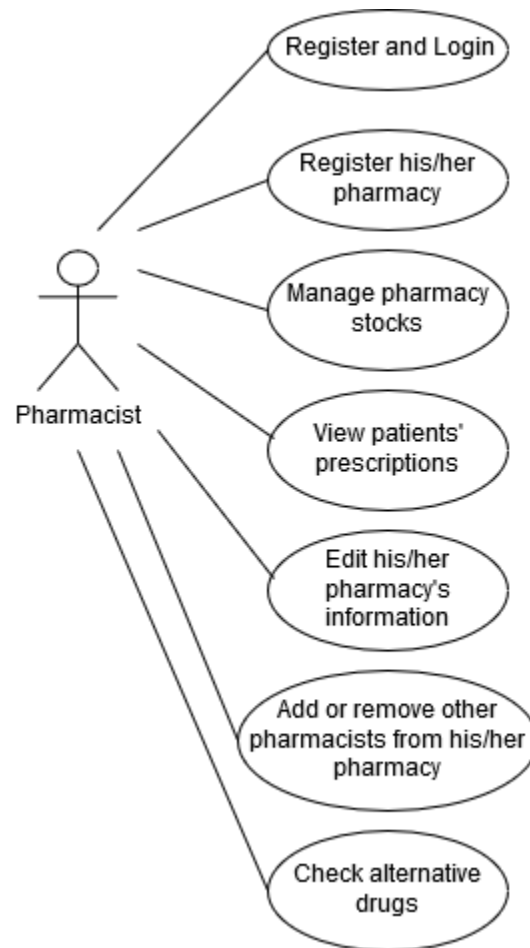 Register and Login
Register his/her
pharmacy
Manage pharmacy
stocks
Pharmacist
View patients'
prescriptions
Edit his/her
pharmacy's
information
Add or remove other
pharmacists from his/her
pharmacy
Check alternative
drugs